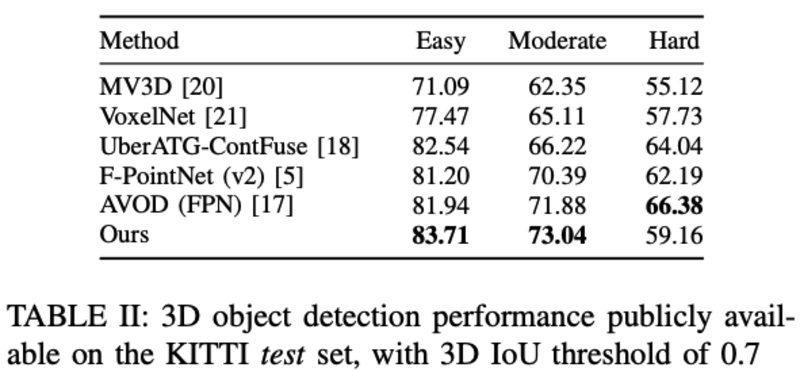 Method Easy Moderate Hard
MV3D [20] 71.09 62.35 55.12
VoxelNet [21] 77.47 65.11 57.73
UberATG-ContFuse [18] 82.54 66.22 64.04
F-PointNet (v2) [5] 81.20 70.39 62.19
AVOD (FPN) [17] 81.94 71.88 66.38
Ours 83.71 73.04 59.16
TABLE II: 3D object detection performance publicly avail-
able on the KITTI test set, with 3D IoU threshold of 0.7